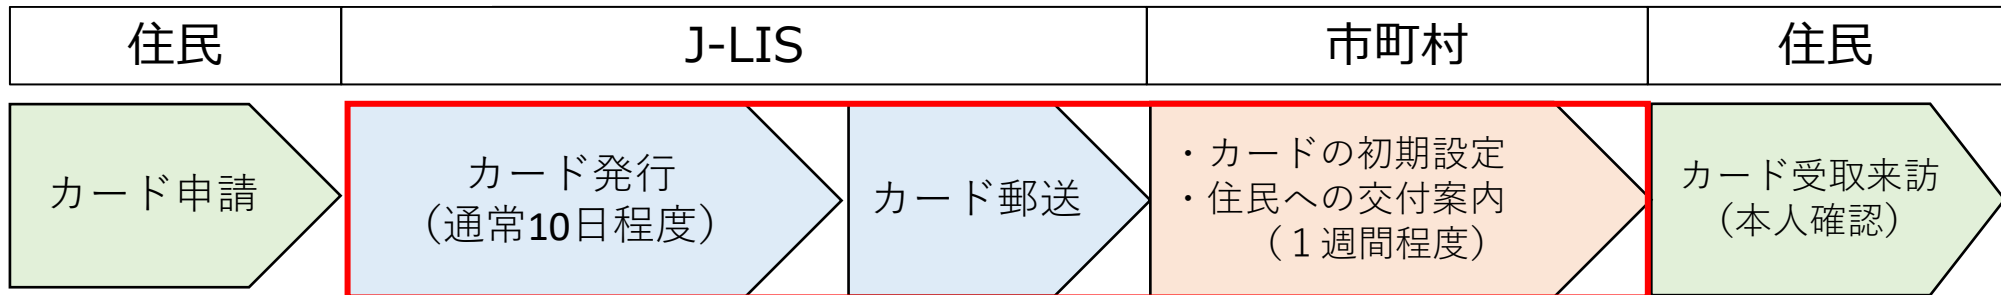 住民
J-LIS
市町村
住民
カード申請
カード発行
（通常10日程度）
カード郵送
・カードの初期設定
・住民への交付案内
（１週間程度）
カード受取来訪
（本人確認）